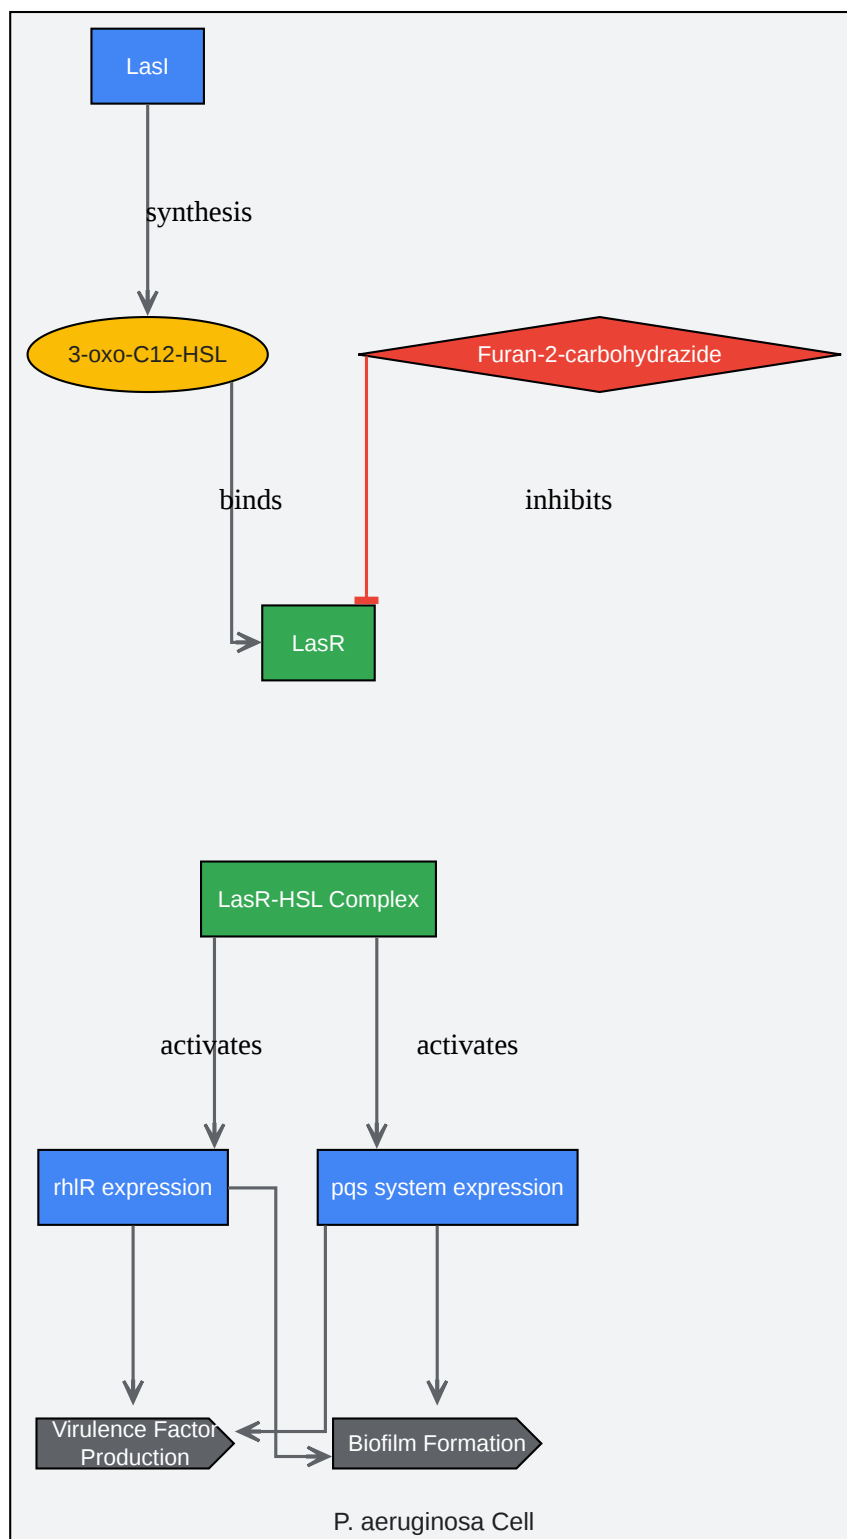 LasI
synthesis
3-oxo-C12-HSL
Furan-2-carbohydrazide
binds
inhibits
LasR
LasR-HSL Complex
activates
activates
rhlR expression
pqs system expression
Virulence Factor
Production
Biofilm Formation
P. aeruginosa Cell